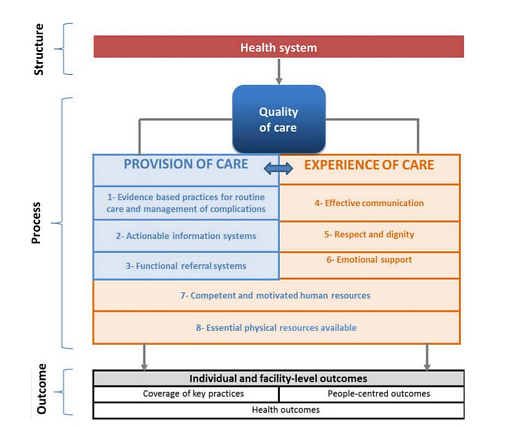 Structure
Health system
Quality
of care
Process
PROVISION OF CARE
EXPERIENCE OF CARE
1- Evidence based practices for routine
care and management of complications
2- Actionable information systems
3- Functional referral systems
4- Effective communication
5- Respect and dignity
6- Emotional support
7- Competent and motivated human resources
8- Essential physical resources available
Outcome
Individual and facility-level outcomes
Coverage of key practices
People-centred outcomes
Health outcomes